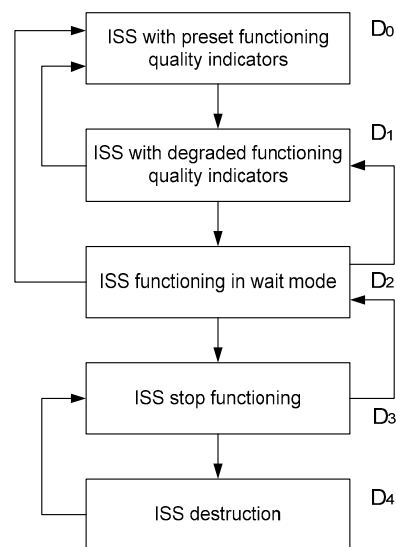 ISS with preset functioning
quality indicators
D0
ISS with degraded functioning
quality indicators
D1
ISS functioning in wait mode
D2
ISS stop functioning
D3
ISS destruction
D4